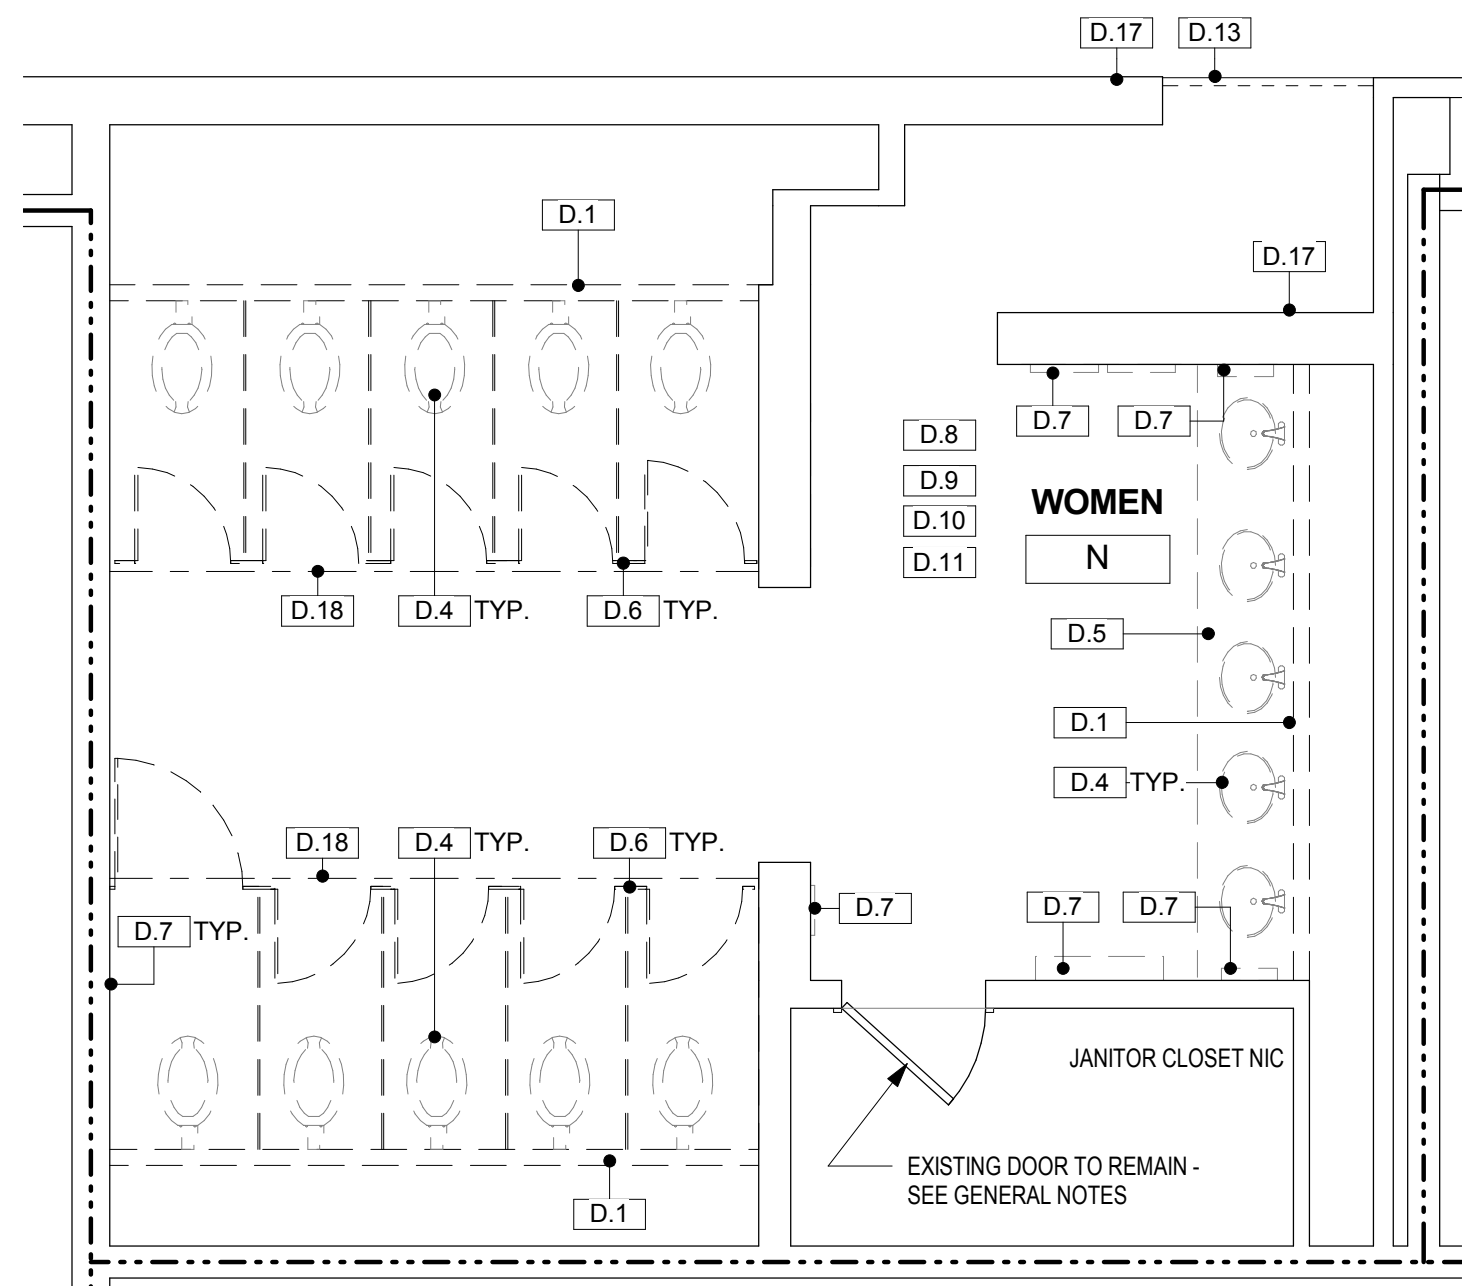 D.17
D.13
D.1
D.17
D.7
D.7
D.8
D.9
D.10
D.11
WOMEN
N
D.18
D.4 TYP.
D.6 TYP.
D.5
D.1
D.4 TYP.
D.18
D.4 TYP.
D.6 TYP.
D.7 TYP.
D.7
D.7
D.7
JANITOR CLOSET NIC
EXISTING DOOR TO REMAIN -
SEE GENERAL NOTES
D.1